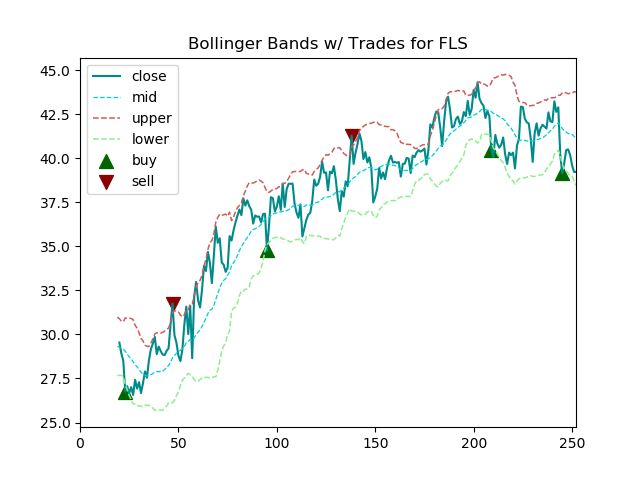 Bollinger Bands w/ Trades for FLS
45.0
42.5
40.0
37.5
35.0
32.5
30.0
27.5
25.0
close
mid
upper
lower
buy
sell
0 50 100 150 200 250